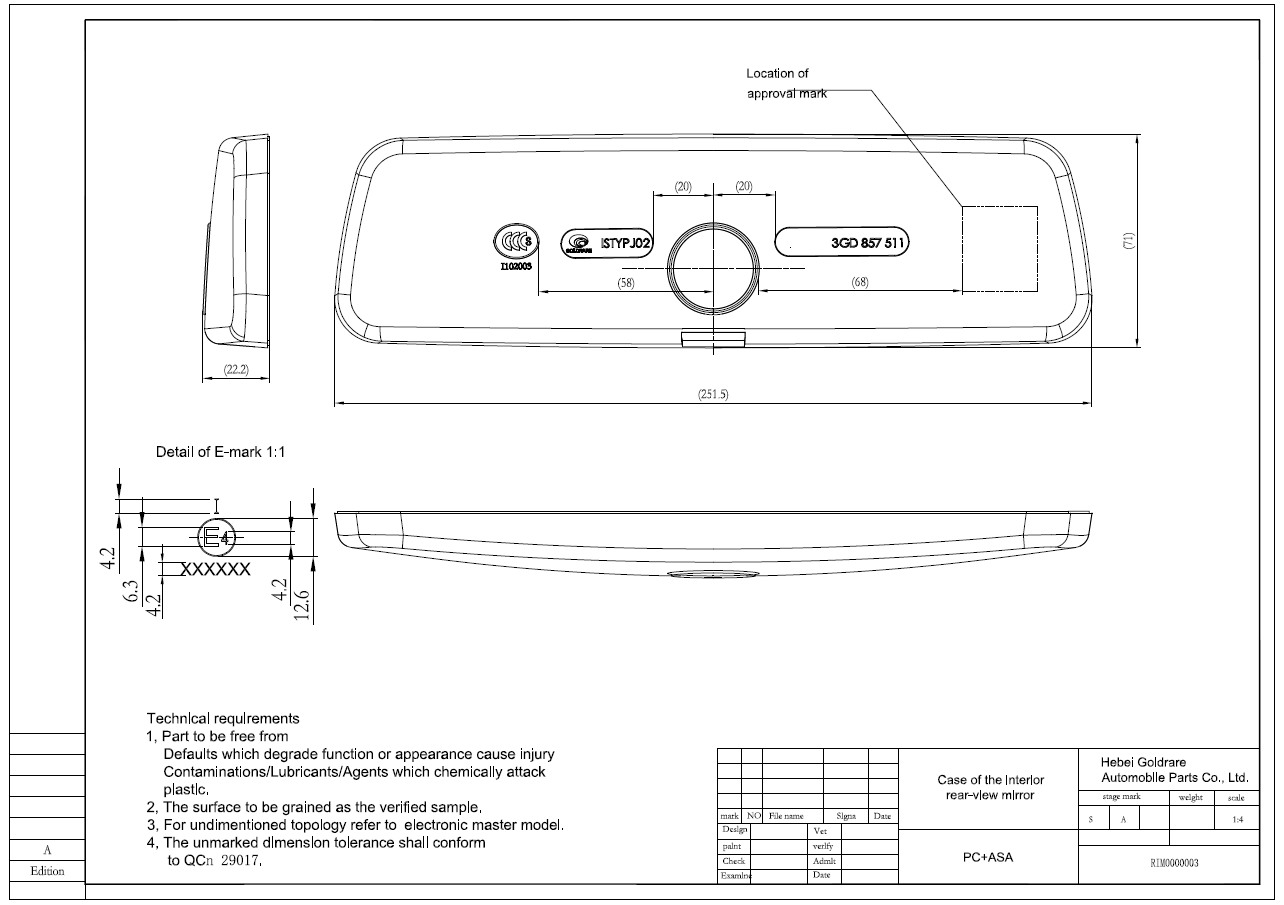 Location of
approval mark
(20)
(20)
S
I102003
GOLDRARE
ISTYPJ02
3GD 857 511
(58)
(68)
(71)
(22.2)
(251.5)
Detail of E-mark 1:1
E4
XXXXXX
4.2
6.3
4.2
4.2
12.6
Technical requirements
1, Part to be free from
Defaults which degrade function or appearance cause injury
Contaminations/Lubricants/Agents which chemically attack
plastic.
2, The surface to be grained as the verified sample.
3, For undimentioned topology refer to electronic master model.
4, The unmarked dimension tolerance shall conform
to QCn 29017.
A
Edition
mark NO File name Signa Date
Design Vet
paint verify
Check Admit
Examine Date
Case of the interior
rear-view mirror
PC+ASA
Hebei Goldrare
Automobile Parts Co., Ltd.
stage mark weight scale
S A 1:4
RIM0000003